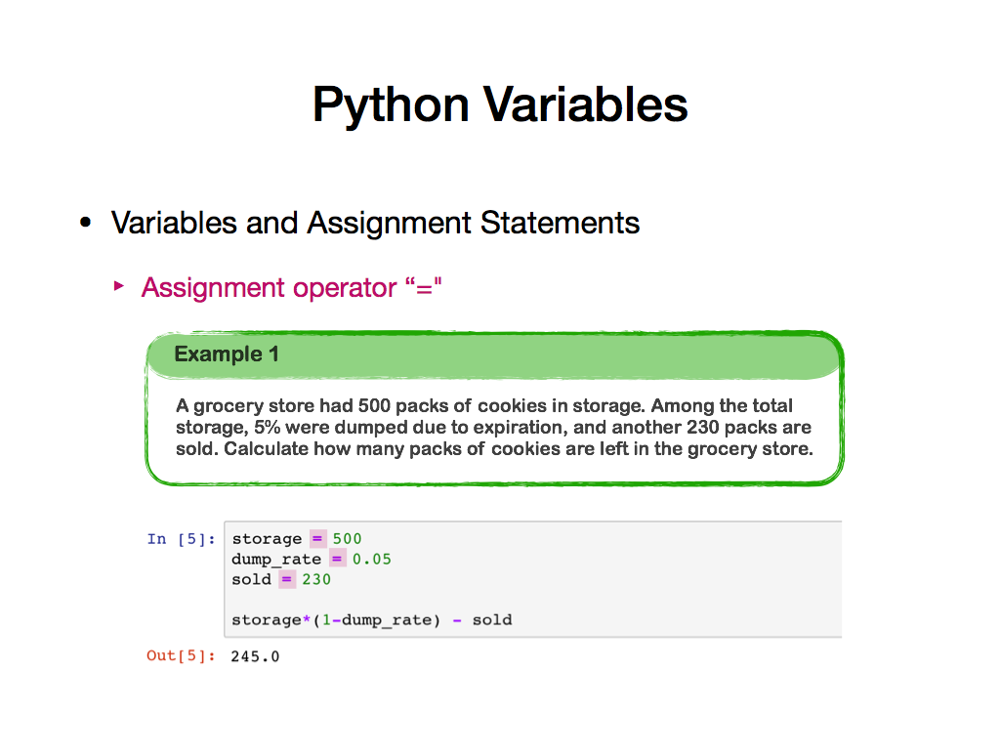 Python Variables
• Variables and Assignment Statements
‣ Assignment operator “="
Example 1
A grocery store had 500 packs of cookies in storage. Among the total
storage, 5% were dumped due to expiration, and another 230 packs are
sold. Calculate how many packs of cookies are left in the grocery store.
In [5]: storage = 500
dump_rate = 0.05
sold = 230
storage*(1-dump_rate) - sold
Out[5]: 245.0